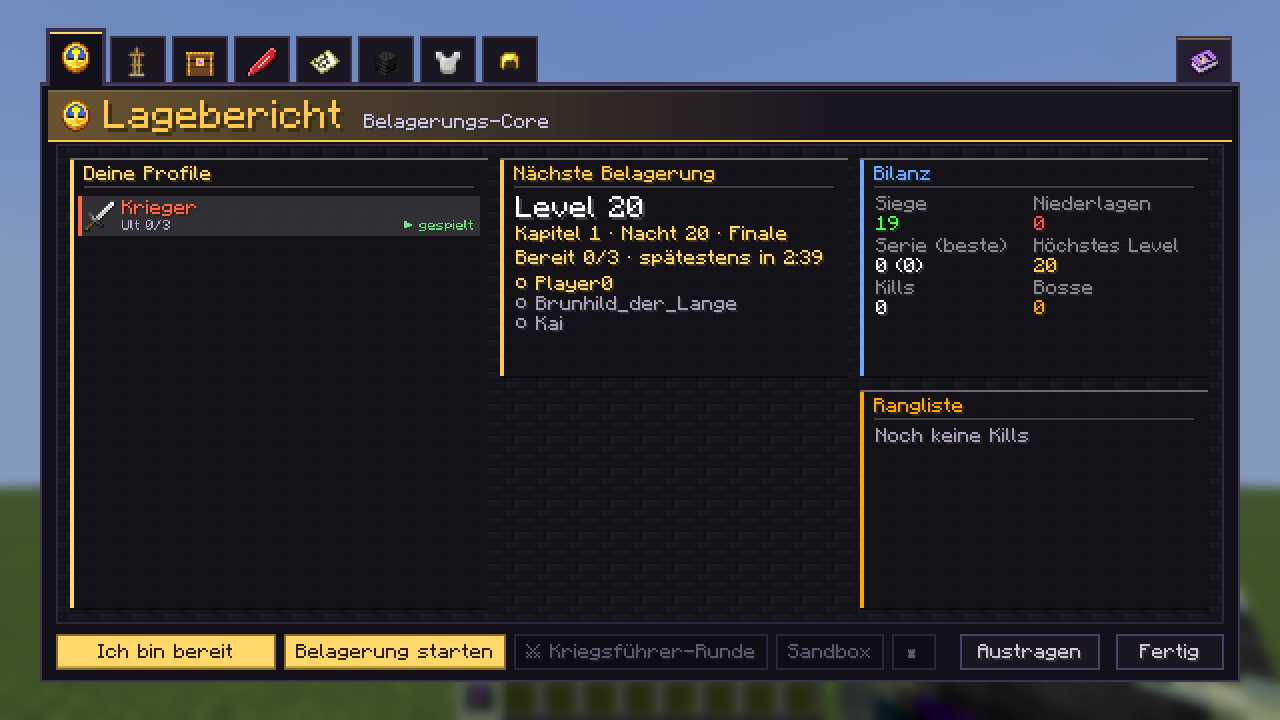 Lagebericht Belagerungs-Core
Deine Profile
Krieger
Ult 0/3
► gespielt
Nächste Belagerung
Level 20
Kapitel 1 · Nacht 20 · Finale
Bereit 0/3 · spätestens in 2:39
Player0
Brunhild_der_Lange
Kai
Bilanz
Siege Niederlagen
19 0
Serie (beste) Höchstes Level
0 (0) 20
Kills Bosse
0 0
Rangliste
Noch keine Kills
Ich bin bereit
Belagerung starten
⚔ Kriegsführer-Runde
Sandbox
Austragen
Fertig